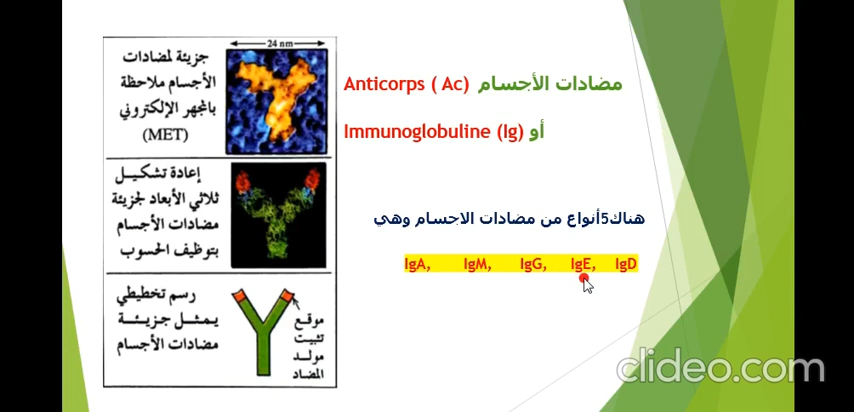 مضادات الأجسام Anticorps ( Ac)
أو Immunoglobuline (Ig)
هناك5أنواع من مضادات الاجسام وهي
IgA, IgM, IgG, IgE, IgD
24 nm
جزيئة لمضادات
الأجسام ملاحظة
بالمجهر الإلكتروني
(MET)
إعادة تشكيل
ثلاثي الأبعاد لجزيئة
مضادات الأجسام
بتوظيف الحسوب
رسم تخطيطي
يمثل جزيئة
مضادات الأجسام
موقع
تثبيت
مولد
المضاد
clideo.com